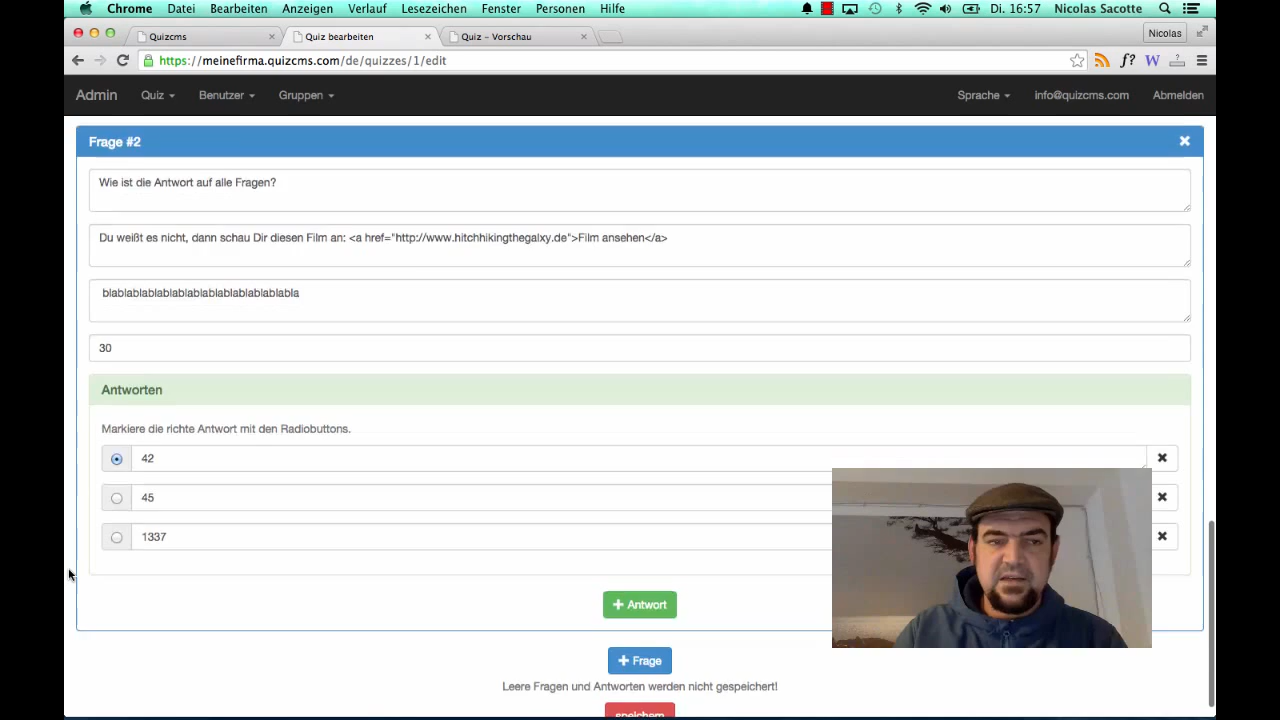 Chrome Datei Bearbeiten Anzeigen Verlauf Lesezeichen Fenster Personen Hilfe Di. 16:57 Nicolas Sacotte
Quizcms Quiz bearbeiten Quiz - Vorschau Nicolas
https://meinefirma.quizcms.com/de/quizzes/1/edit f? W
Admin Quiz Benutzer Gruppen Sprache info@quizcms.com Abmelden
Frage #2
Wie ist die Antwort auf alle Fragen?
Du weißt es nicht, dann schau Dir diesen Film an: <a href="http://www.hitchhikingthegalxy.de">Film ansehen</a>
blablablablablablablablablablablablabla
30
Antworten
Markiere die richte Antwort mit den Radiobuttons.
42
45
1337
+ Antwort
+ Frage
Leere Fragen und Antworten werden nicht gespeichert!
speichern